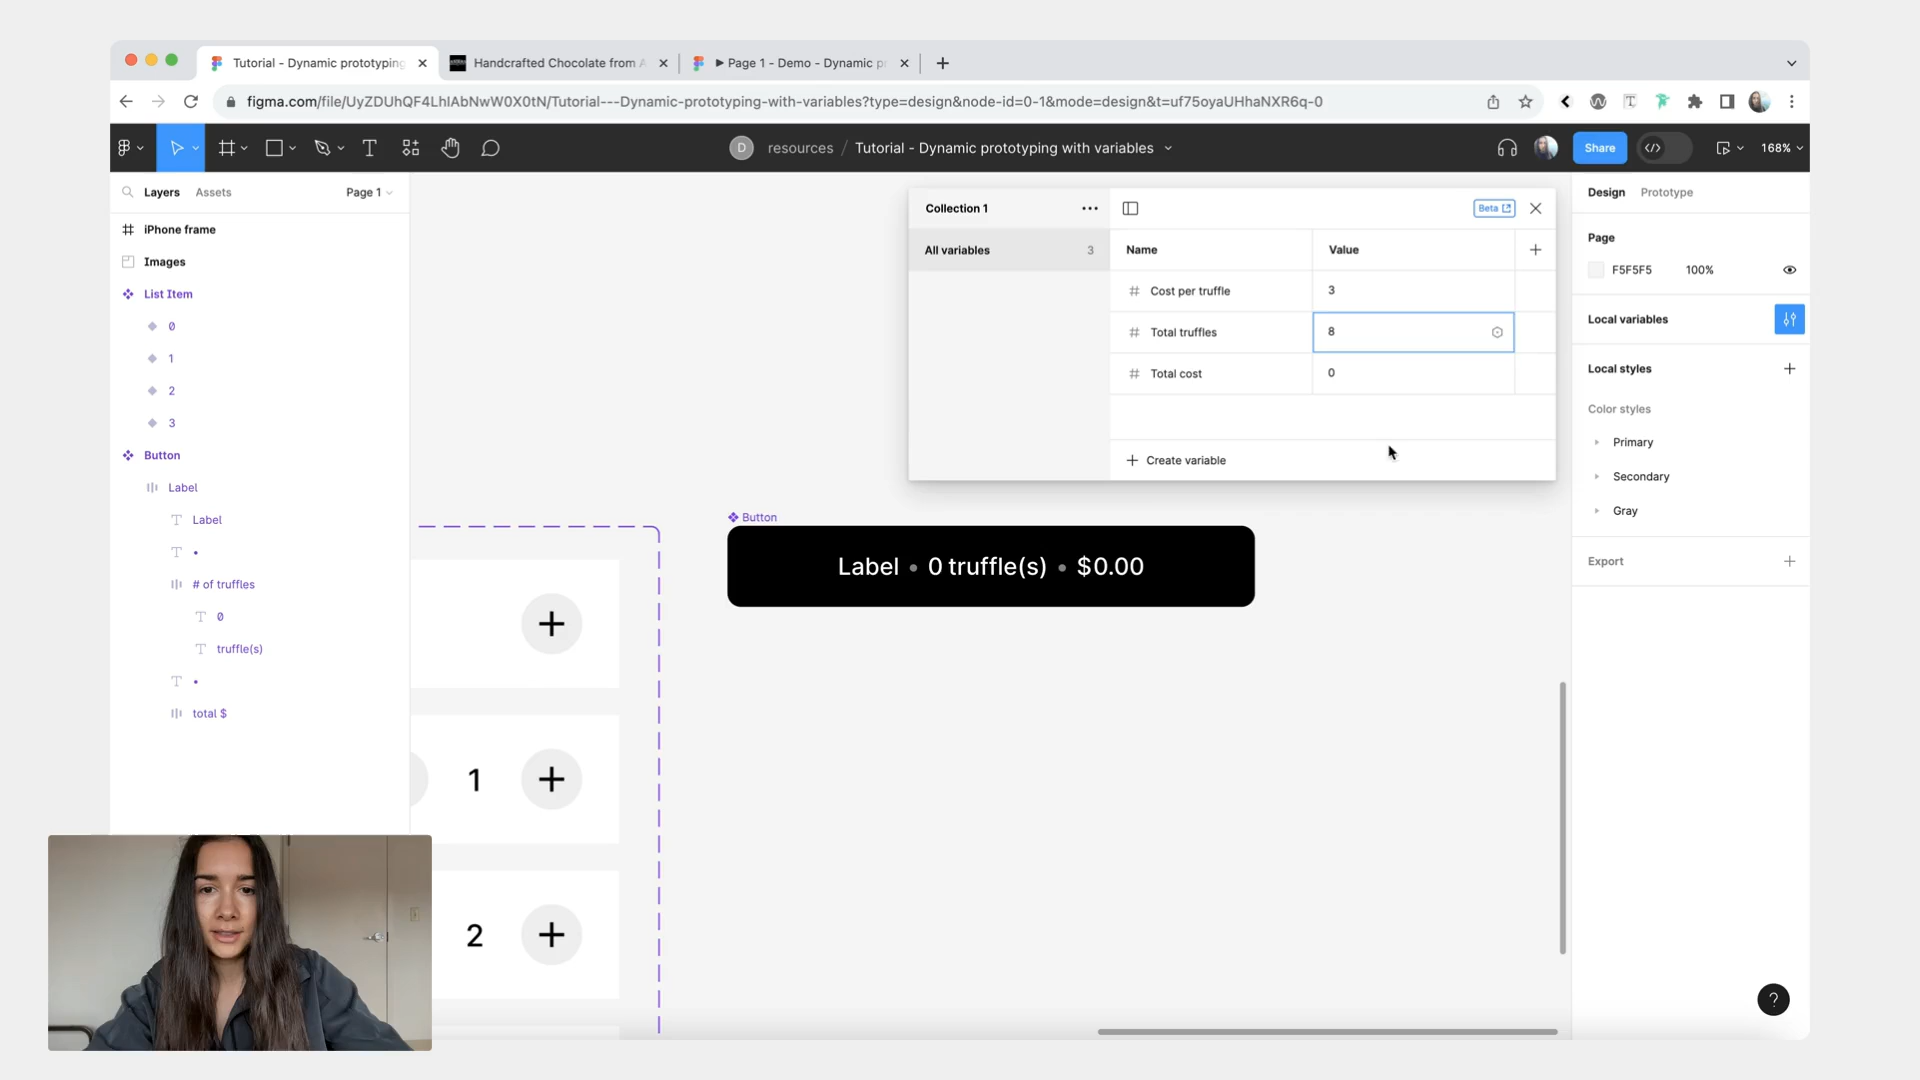 Tutorial - Dynamic prototyping
Handcrafted Chocolate from A
Page 1 - Demo - Dynamic pr
figma.com/file/UyZDUhQF4LhIAbNwW0X0tN/Tutorial---Dynamic-prototyping-with-variables?type=design&node-id=0-1&mode=design&t=uf75oyaUHhaNXR6q-0
D resources / Tutorial - Dynamic prototyping with variables
Share
168%
Layers Assets Page 1
iPhone frame
Images
List Item
0
1
2
3
Button
Label
Label
•
# of truffles
0
truffle(s)
•
total $
Collection 1
Beta
All variables 3
Name Value
Cost per truffle 3
Total truffles 8
Total cost 0
Create variable
Button
Label • 0 truffle(s) • $0.00
1
2
Design Prototype
Page
F5F5F5 100%
Local variables
Local styles
Color styles
Primary
Secondary
Gray
Export
?